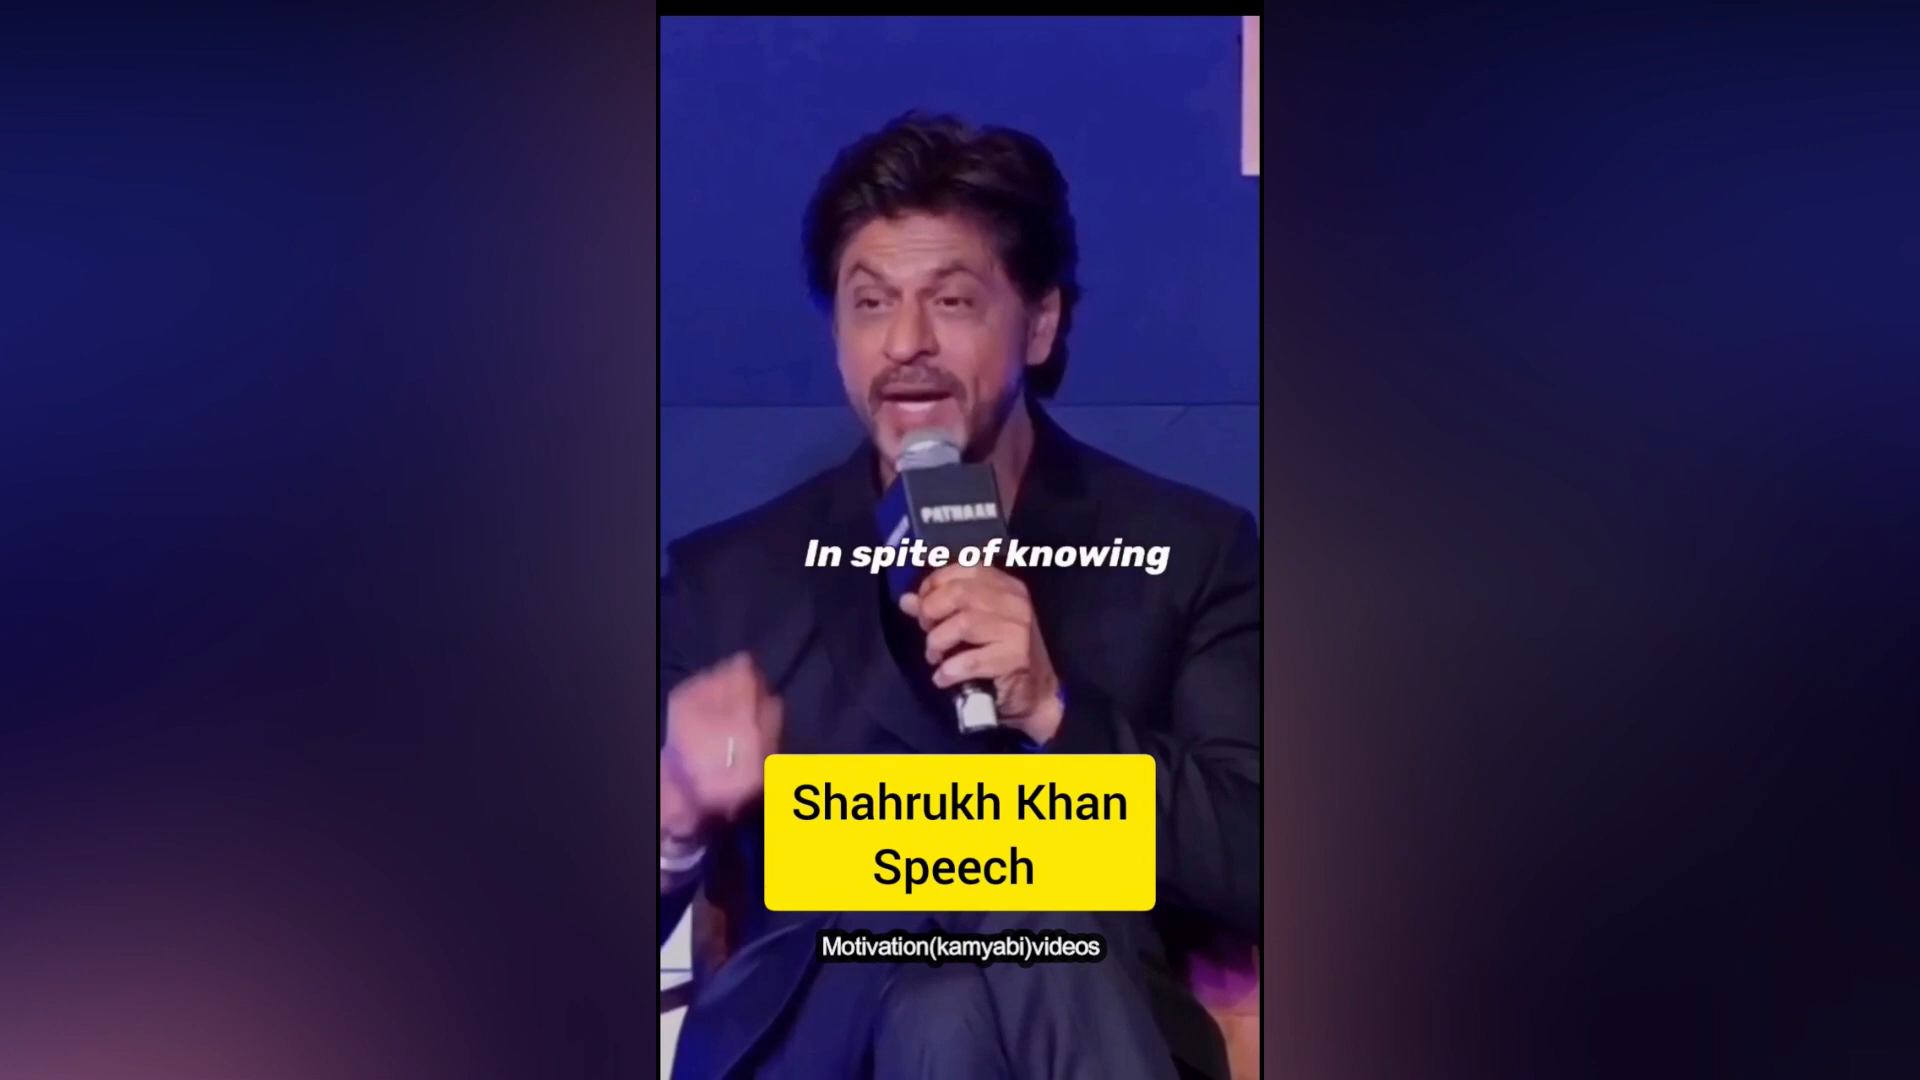 PATHAAN
In spite of knowing
Shahrukh Khan
Speech
Motivation(kamyabi)videos